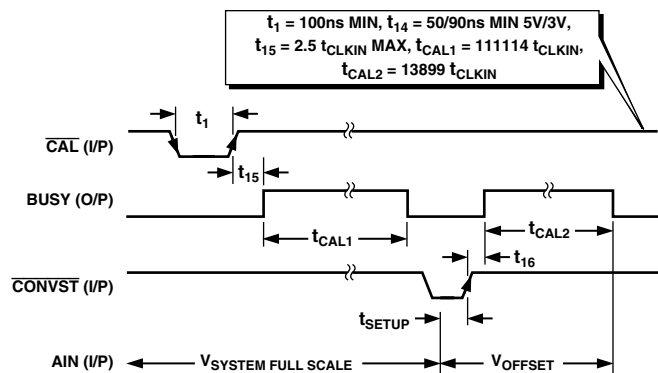 t1 = 100ns MIN, t14 = 50/90ns MIN 5V/3V,
t15 = 2.5 tCLKIN MAX, tCAL1 = 111114 tCLKIN,
tCAL2 = 13899 tCLKIN
t1
CAL (I/P)
t15
BUSY (O/P)
tCAL1
tCAL2
t16
CONVST (I/P)
tSETUP
AIN (I/P)
VSYSTEM FULL SCALE
VOFFSET